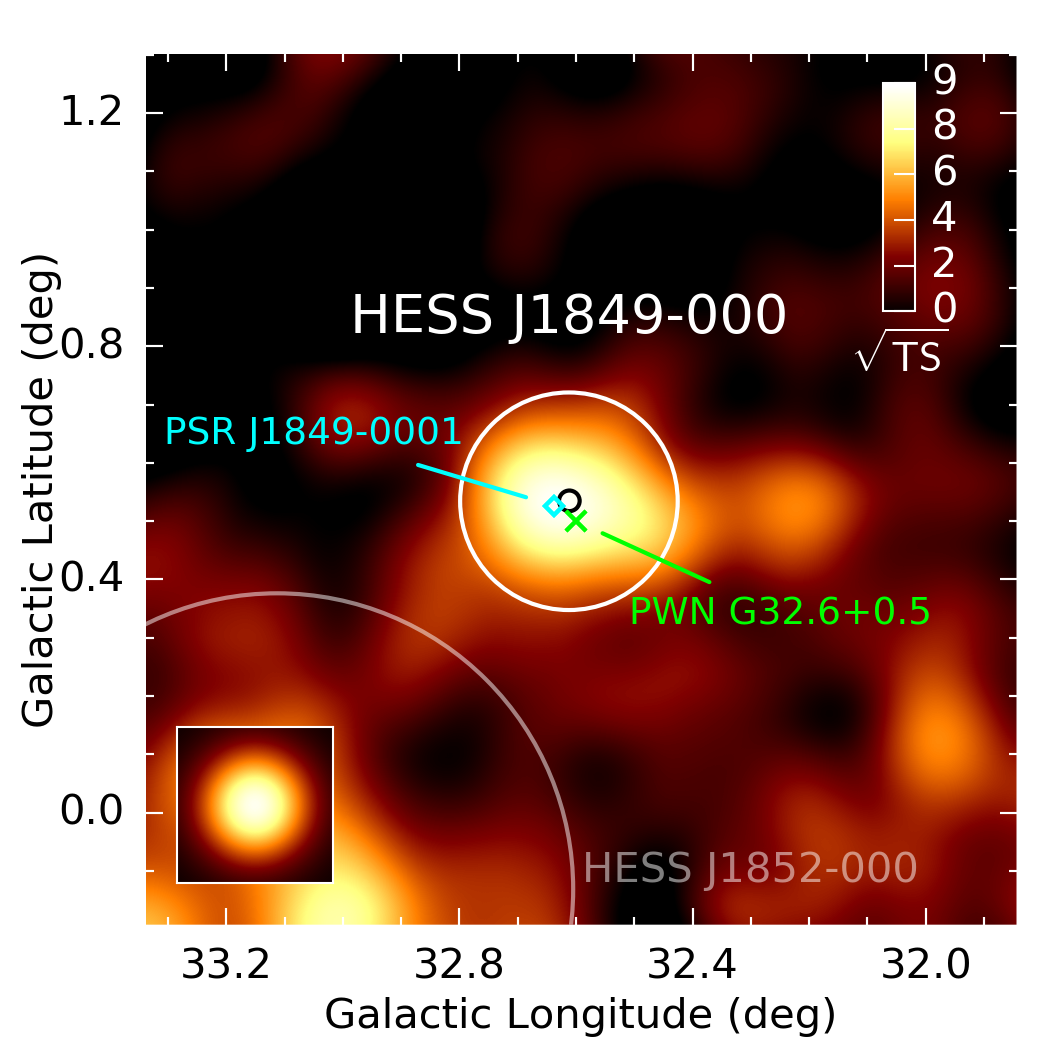 1.2
0.8
0.4
0.0
Galactic Latitude (deg)
9
8
6
4
2
0
√TS
HESS J1849-000
PSR J1849-0001
PWN G32.6+0.5
HESS J1852-000
33.2
32.8
32.4
32.0
Galactic Longitude (deg)